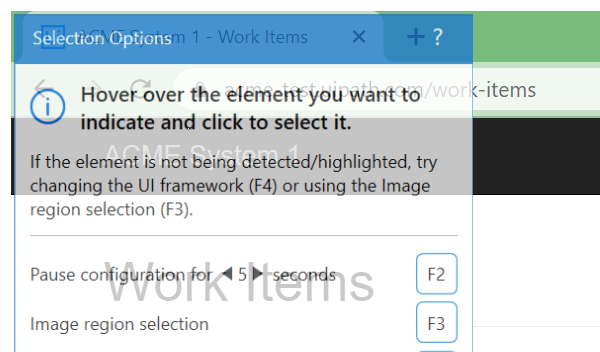 Selection Options
ACME System 1 - Work Items × + ?
acme-test.uipath.com/work-items
Hover over the element you want to
indicate and click to select it.
ACME System 1
If the element is not being detected/highlighted, try
changing the UI framework (F4) or using the Image
region selection (F3).
Work Items
Pause configuration for 5 seconds F2
Image region selection F3